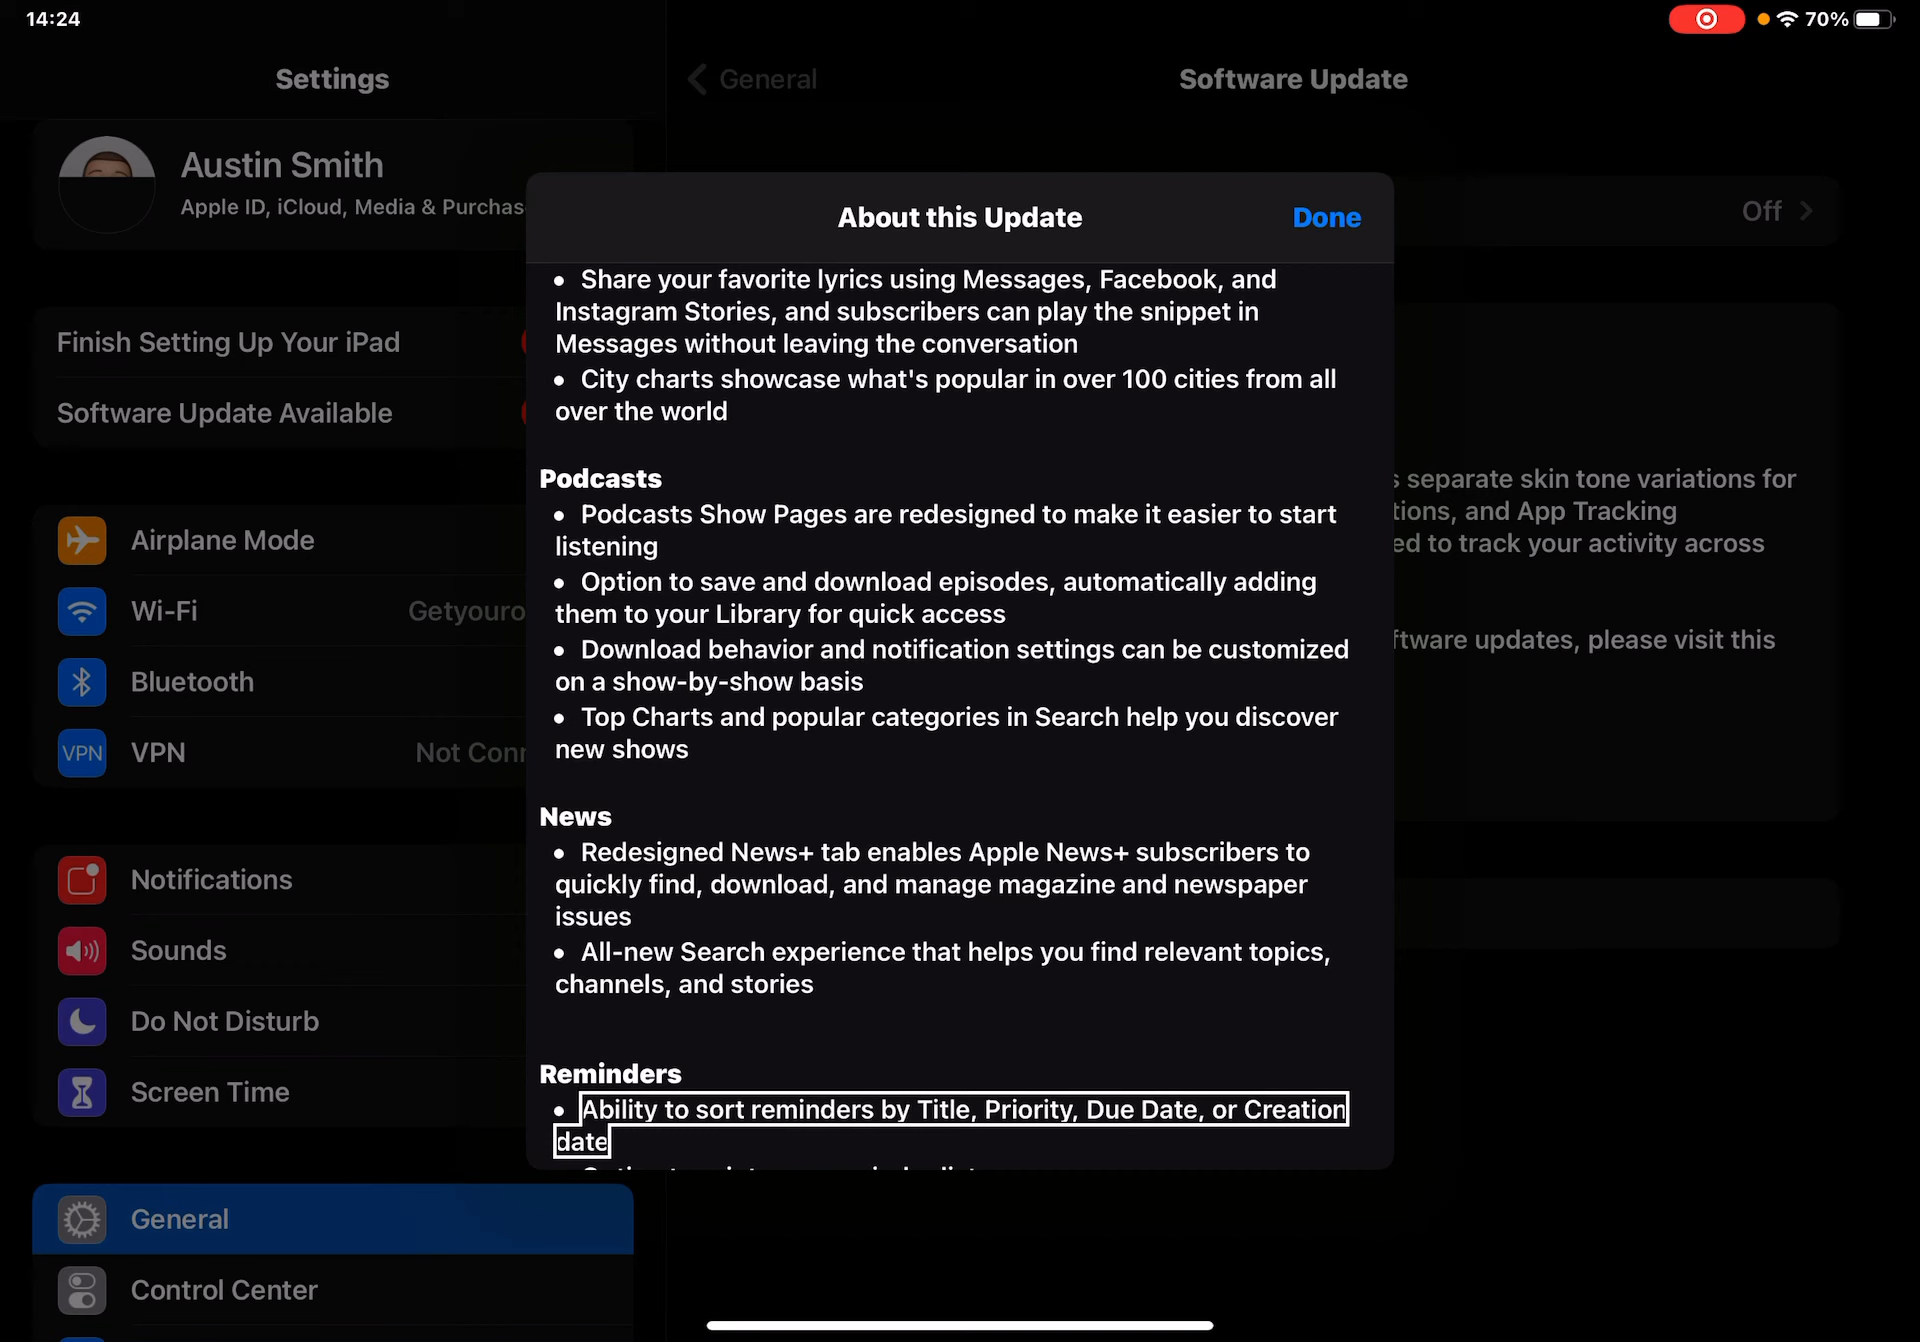 14:24
70%
Settings
General
Software Update
Austin Smith
Apple ID, iCloud, Media & Purchas
Off
Finish Setting Up Your iPad
Software Update Available
Airplane Mode
Wi-Fi Getyouro
Bluetooth
VPN VPN Not Conn
Notifications
Sounds
Do Not Disturb
Screen Time
General
Control Center
s separate skin tone variations for
tions, and App Tracking
ed to track your activity across
ftware updates, please visit this
About this Update
Done
• Share your favorite lyrics using Messages, Facebook, and
Instagram Stories, and subscribers can play the snippet in
Messages without leaving the conversation
• City charts showcase what's popular in over 100 cities from all
over the world
Podcasts
• Podcasts Show Pages are redesigned to make it easier to start
listening
• Option to save and download episodes, automatically adding
them to your Library for quick access
• Download behavior and notification settings can be customized
on a show-by-show basis
• Top Charts and popular categories in Search help you discover
new shows
News
• Redesigned News+ tab enables Apple News+ subscribers to
quickly find, download, and manage magazine and newspaper
issues
• All-new Search experience that helps you find relevant topics,
channels, and stories
Reminders
• Ability to sort reminders by Title, Priority, Due Date, or Creation
date